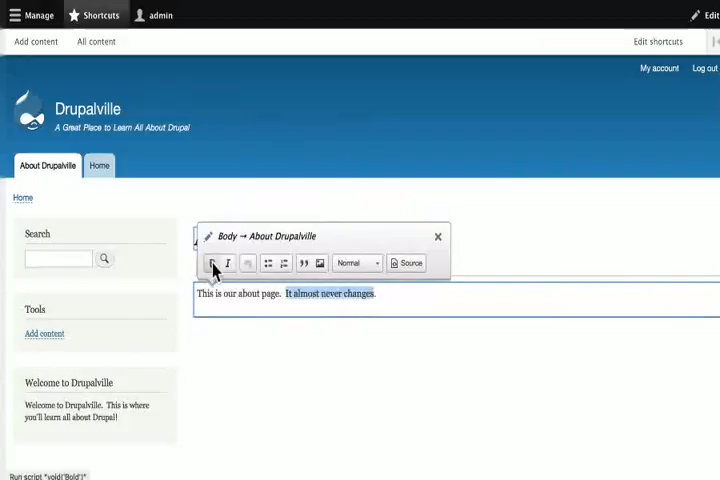 Manage Shortcuts admin Edit
Add content All content Edit shortcuts
My account Log out
Drupalville
A Great Place to Learn All About Drupal
About Drupalville Home
Home
Search
Body → About Drupalville
I Normal Source
This is our about page. It almost never changes.
Tools
Add content
Welcome to Drupalville
Welcome to Drupalville. This is where
you'll learn all about Drupal!
Run script "void('Bold')"